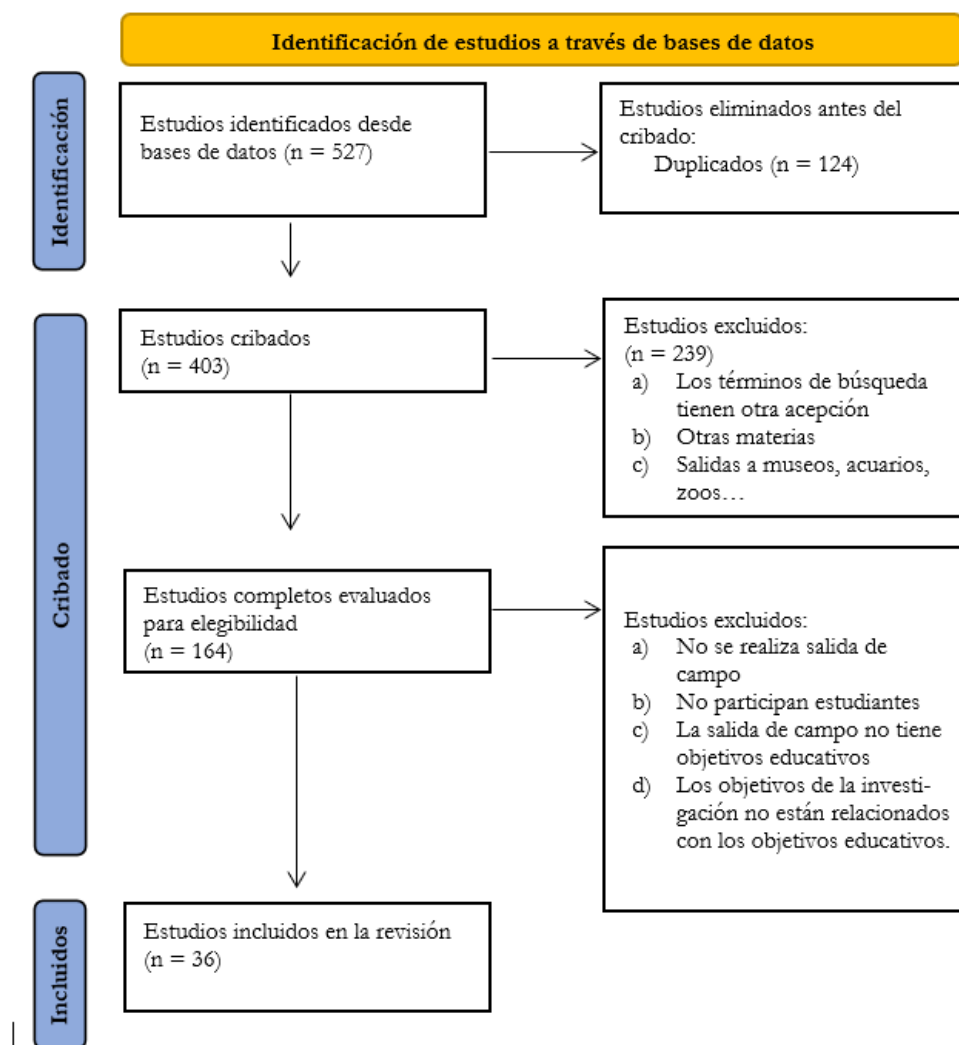 Identificación de estudios a través de bases de datos
Identificación
Estudios identificados desde
bases de datos (n = 527)
Estudios eliminados antes del
cribado:
Duplicados (n = 124)
Cribado
Estudios cribados
(n = 403)
Estudios excluidos:
(n = 239)
a) Los términos de búsqueda
tienen otra acepción
b) Otras materias
c) Salidas a museos, acuarios,
zoos…
Estudios completos evaluados
para elegibilidad
(n = 164)
Estudios excluidos:
a) No se realiza salida de
campo
b) No participan estudiantes
c) La salida de campo no tiene
objetivos educativos
d) Los objetivos de la investi-
gación no están relacionados
con los objetivos educativos.
Incluidos
Estudios incluidos en la revisión
(n = 36)